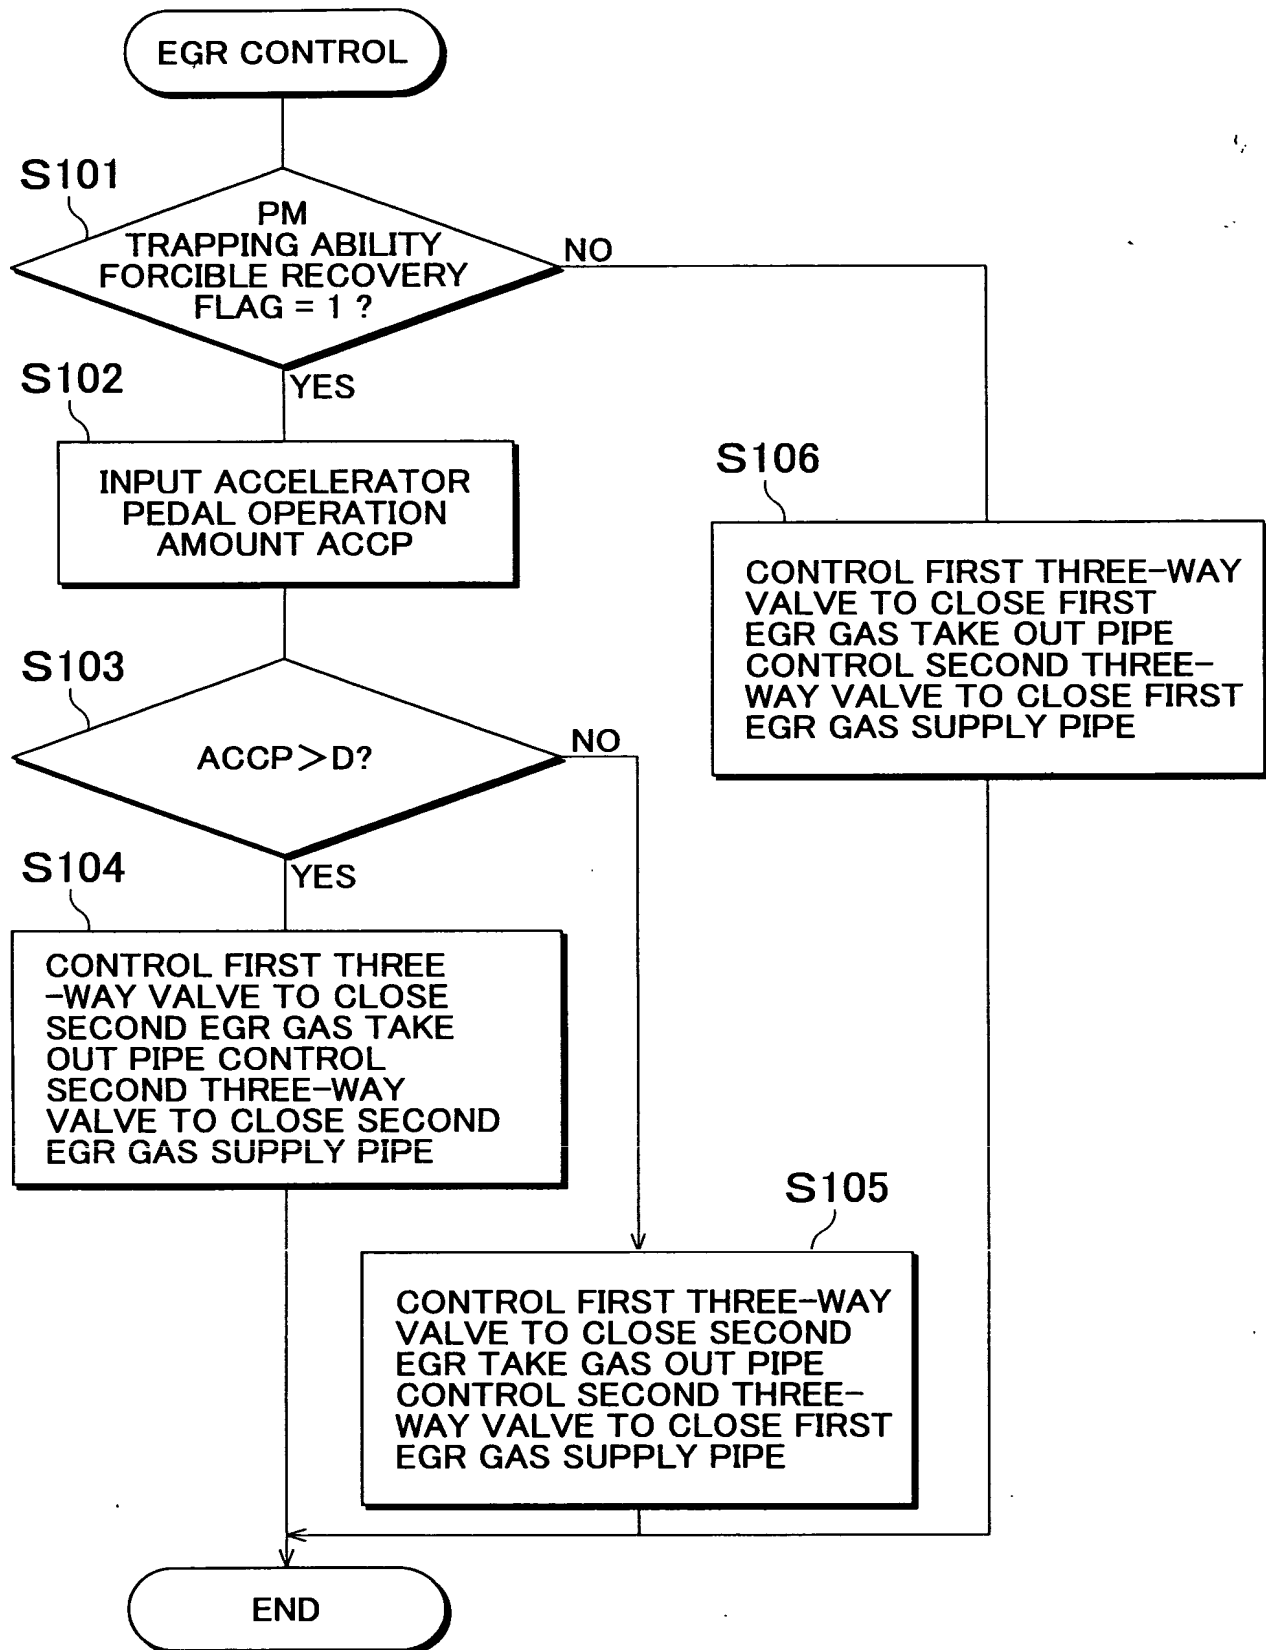 EGR CONTROL
S101
PM
TRAPPING ABILITY
FORCIBLE RECOVERY
FLAG = 1 ?
NO
YES
S102
INPUT ACCELERATOR
PEDAL OPERATION
AMOUNT ACCP
S106
CONTROL FIRST THREE-WAY
VALVE TO CLOSE FIRST
EGR GAS TAKE OUT PIPE
CONTROL SECOND THREE-
WAY VALVE TO CLOSE FIRST
EGR GAS SUPPLY PIPE
S103
ACCP>D?
NO
YES
S104
CONTROL FIRST THREE
-WAY VALVE TO CLOSE
SECOND EGR GAS TAKE
OUT PIPE CONTROL
SECOND THREE-WAY
VALVE TO CLOSE SECOND
EGR GAS SUPPLY PIPE
S105
CONTROL FIRST THREE-WAY
VALVE TO CLOSE SECOND
EGR TAKE GAS OUT PIPE
CONTROL SECOND THREE-
WAY VALVE TO CLOSE FIRST
EGR GAS SUPPLY PIPE
END